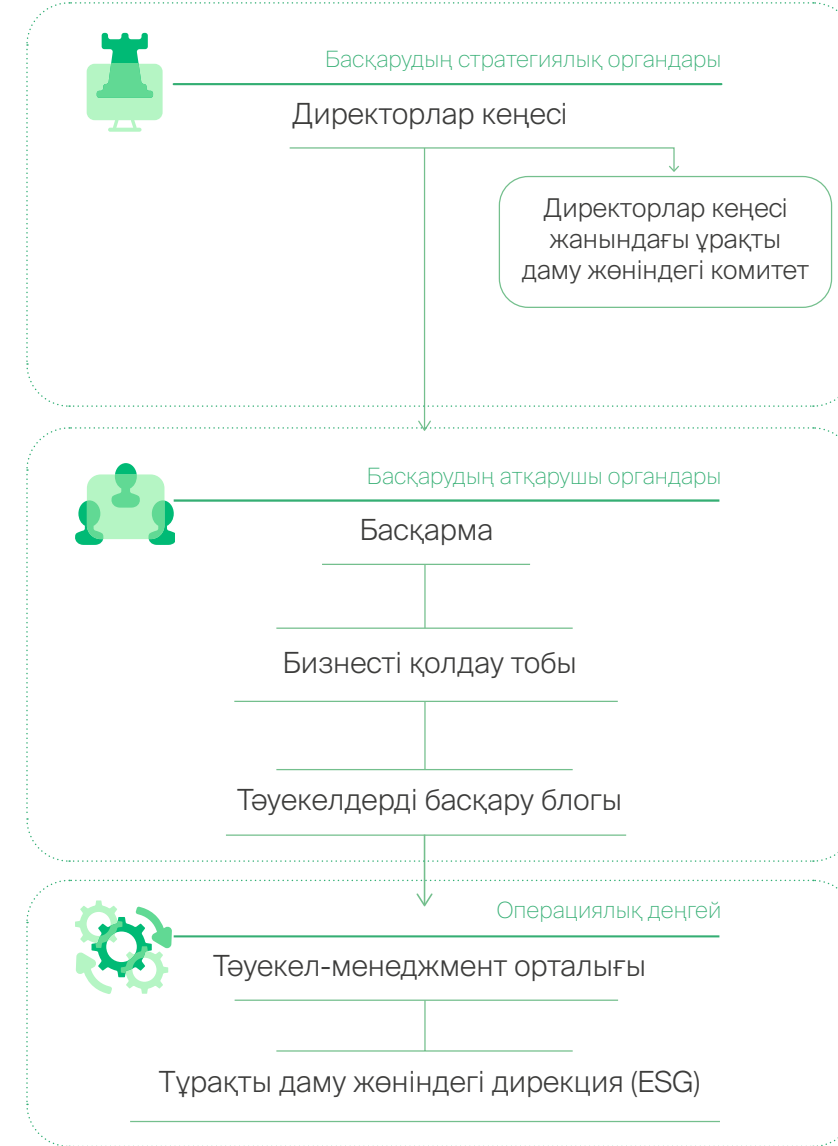 Басқарудың стратегиялық органдары
Директорлар кеңесі
Директорлар кеңесі
жанындағы ұрақты
даму жөніндегі комитет
Басқарудың атқарушы органдары
Басқарма
Бизнесті қолдау тобы
Тәуекелдерді басқару блогы
Операциялық деңгей
Тәуекел-менеджмент орталығы
Тұрақты даму жөніндегі дирекция (ESG)